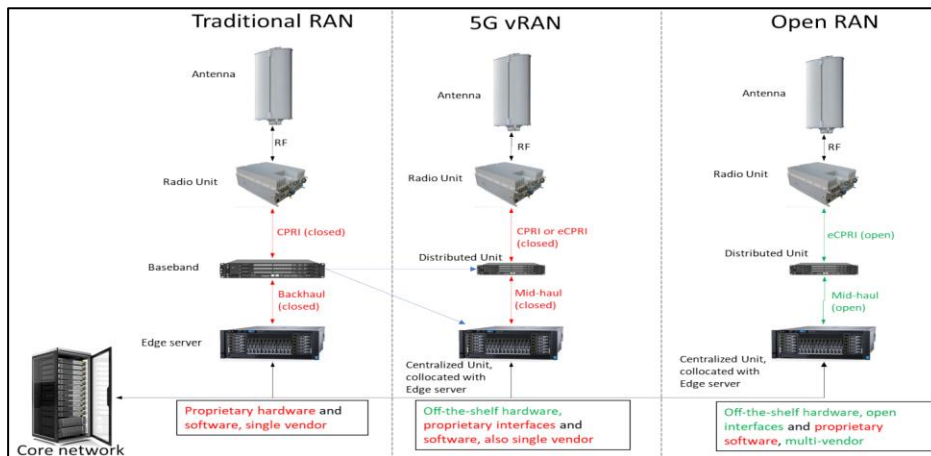 Traditional RAN
Antenna
RF
Radio Unit
CPRI (closed)
Baseband
Backhaul
(closed)
Edge server
Core network
Proprietary hardware and
software, single vendor
5G vRAN
Antenna
RF
Radio Unit
CPRI or eCPRI
(closed)
Distributed Unit
Mid-haul
(closed)
Centralized Unit,
collocated with
Edge server
Off-the-shelf hardware,
proprietary interfaces and
software, also single vendor
Open RAN
Antenna
RF
Radio Unit
eCPRI (open)
Distributed Unit
Mid-haul
(open)
Centralized Unit,
collocated with
Edge server
Off-the-shelf hardware, open
interfaces and proprietary
software, multi-vendor